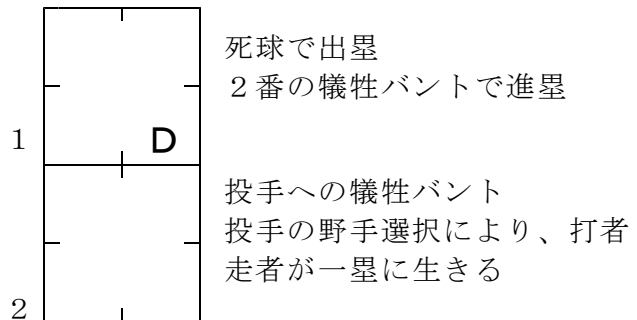 死球で出塁
２番の犠牲バントで進塁
1
D
投手への犠牲バント
投手の野手選択により、打者
走者が一塁に生きる
2